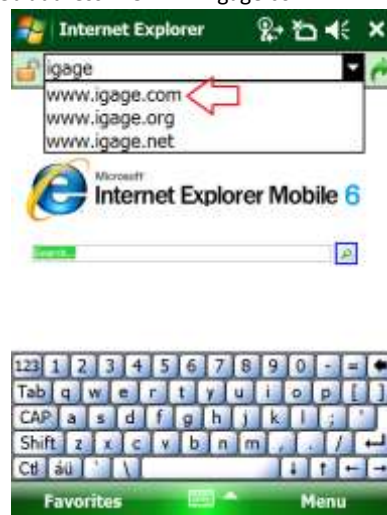 Internet Explorer
igage
www.igage.com
www.igage.org
www.igage.net
Microsoft
Internet Explorer Mobile 6
Search...
123 1 2 3 4 5 6 7 8 9 0 - =
Tab q w e r t y u i o p [ ]
CAP a s d f g h j k l ; '
Shift z x c v b n m , . /
Ctl áü ` \
Favorites Menu